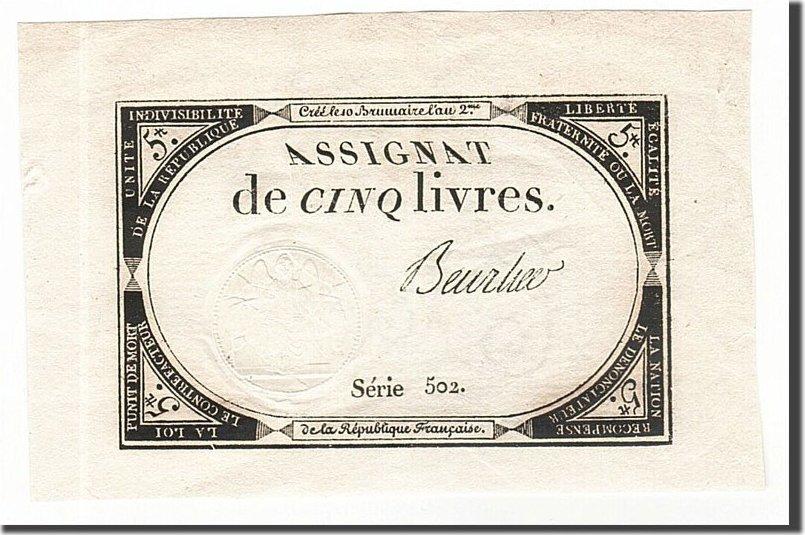 UNITÉ INDIVISIBILITÉ
DE LA RÉPUBLIQUE
5#.
Créé le 10 Brumaire l'an 2.me
LIBERTÉ ÉGALITÉ
FRATERNITÉ OU LA MORT
5#.
ASSIGNAT
de CINQ livres.
Série 502.
LA LOI PUNIT DE MORT
LE CONTREFACTEUR
5#.
de la République Française.
LA NATION RÉCOMPENSE
LE DÉNONCIATEUR
5#.